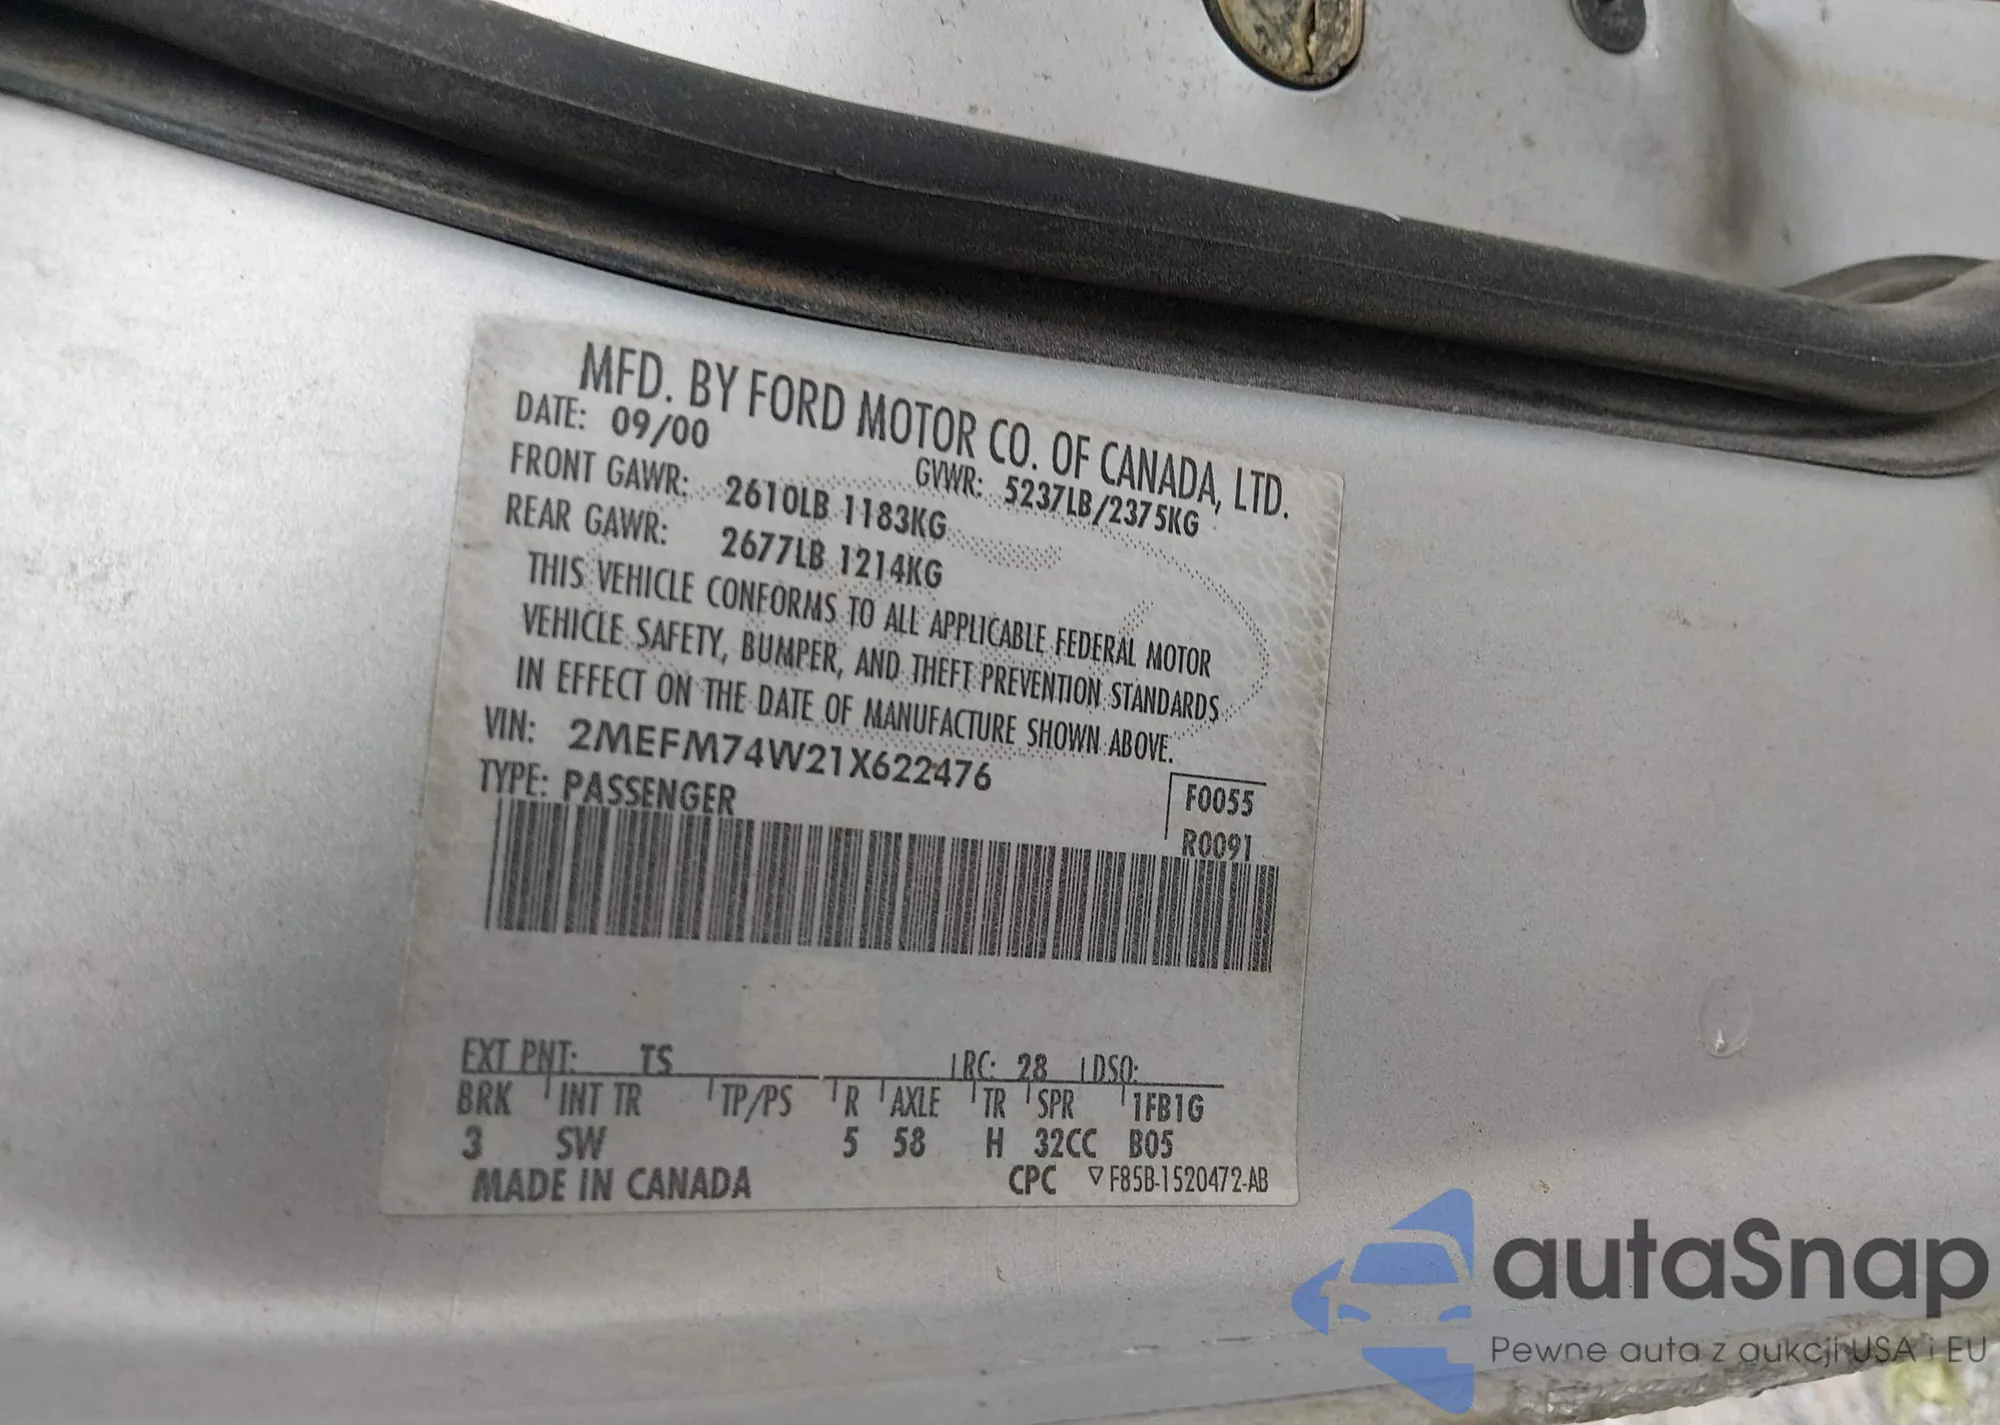 MFD. BY FORD MOTOR CO. OF CANADA, LTD.
DATE: 09/00
GVWR: 5237LB/2375KG
FRONT GAWR: 2610LB 1183KG
REAR GAWR: 2677LB 1214KG
THIS VEHICLE CONFORMS TO ALL APPLICABLE FEDERAL MOTOR
VEHICLE SAFETY, BUMPER, AND THEFT PREVENTION STANDARDS
IN EFFECT ON THE DATE OF MANUFACTURE SHOWN ABOVE.
VIN: 2MEFM74W21X622476
TYPE: PASSENGER
F0055
R0091
EXT PNT: TS RC: 28 DSO:
BRK INT TR TP/PS R AXLE TR SPR 1FB1G
3 SW 5 58 H 32CC B05
MADE IN CANADA CPC ▽F85B-1520472-AB
autaSnap
Pewne auta z aukcji USA i EU